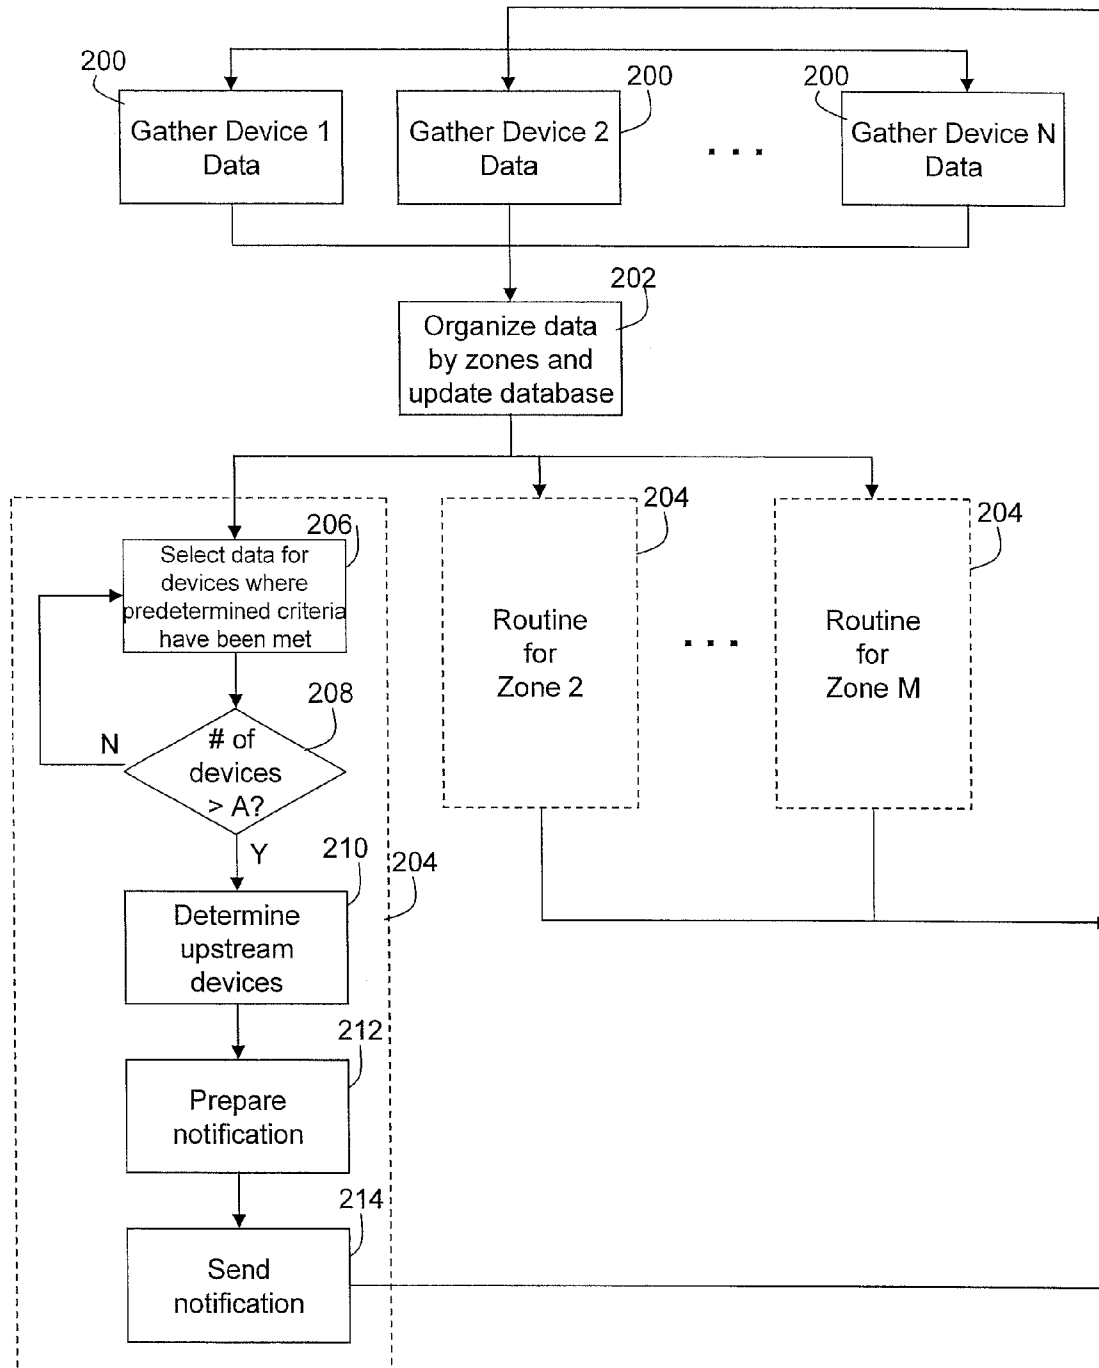 200
200
200
Gather Device 1
Data
Gather Device 2
Data
. . .
Gather Device N
Data
202
Organize data
by zones and
update database
206
Select data for
devices where
predetermined criteria
have been met
204
Routine
for
Zone 2
. . .
204
Routine
for
Zone M
208
N
# of
devices
> A?
Y
210
204
Determine
upstream
devices
212
Prepare
notification
214
Send
notification